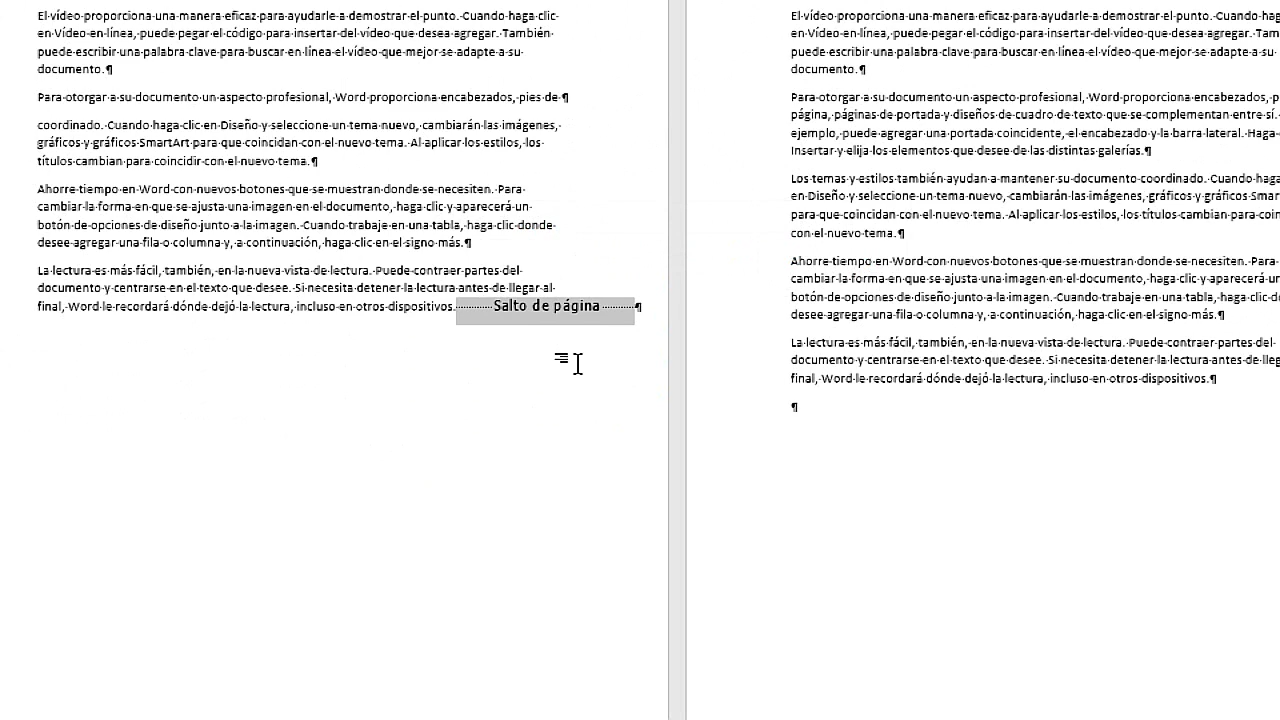 El vídeo proporciona una manera eficaz para ayudarle a demostrar el punto. Cuando haga clic
en Vídeo en línea, puede pegar el código para insertar del vídeo que desea agregar. También
puede escribir una palabra clave para buscar en línea el vídeo que mejor se adapte a su
documento.¶
Para otorgar a su documento un aspecto profesional, Word proporciona encabezados, pies de ¶
coordinado. Cuando haga clic en Diseño y seleccione un tema nuevo, cambiarán las imágenes,
gráficos y gráficos SmartArt para que coincidan con el nuevo tema. Al aplicar los estilos, los
títulos cambian para coincidir con el nuevo tema.¶
Ahorre tiempo en Word con nuevos botones que se muestran donde se necesiten. Para
cambiar la forma en que se ajusta una imagen en el documento, haga clic y aparecerá un
botón de opciones de diseño junto a la imagen. Cuando trabaje en una tabla, haga clic donde
desee agregar una fila o columna y, a continuación, haga clic en el signo más.¶
La lectura es más fácil, también, en la nueva vista de lectura. Puede contraer partes del
documento y centrarse en el texto que desee. Si necesita detener la lectura antes de llegar al
final, Word le recordará dónde dejó la lectura, incluso en otros dispositivos. Salto de página ¶
El vídeo proporciona una manera eficaz para ayudarle a demostrar el punto. Cuando hag
en Vídeo en línea, puede pegar el código para insertar del vídeo que desea agregar. Tam
puede escribir una palabra clave para buscar en línea el vídeo que mejor se adapte a su
documento.¶
Para otorgar a su documento un aspecto profesional, Word proporciona encabezados, p
página, páginas de portada y diseños de cuadro de texto que se complementan entre sí.
ejemplo, puede agregar una portada coincidente, el encabezado y la barra lateral. Haga
Insertar y elija los elementos que desee de las distintas galerías.¶
Los temas y estilos también ayudan a mantener su documento coordinado. Cuando haga
en Diseño y seleccione un tema nuevo, cambiarán las imágenes, gráficos y gráficos Smar
para que coincidan con el nuevo tema. Al aplicar los estilos, los títulos cambian para coin
con el nuevo tema.¶
Ahorre tiempo en Word con nuevos botones que se muestran donde se necesiten. Para
cambiar la forma en que se ajusta una imagen en el documento, haga clic y aparecerá un
botón de opciones de diseño junto a la imagen. Cuando trabaje en una tabla, haga clic d
desee agregar una fila o columna y, a continuación, haga clic en el signo más.¶
La lectura es más fácil, también, en la nueva vista de lectura. Puede contraer partes del
documento y centrarse en el texto que desee. Si necesita detener la lectura antes de lleg
final, Word le recordará dónde dejó la lectura, incluso en otros dispositivos.¶
¶